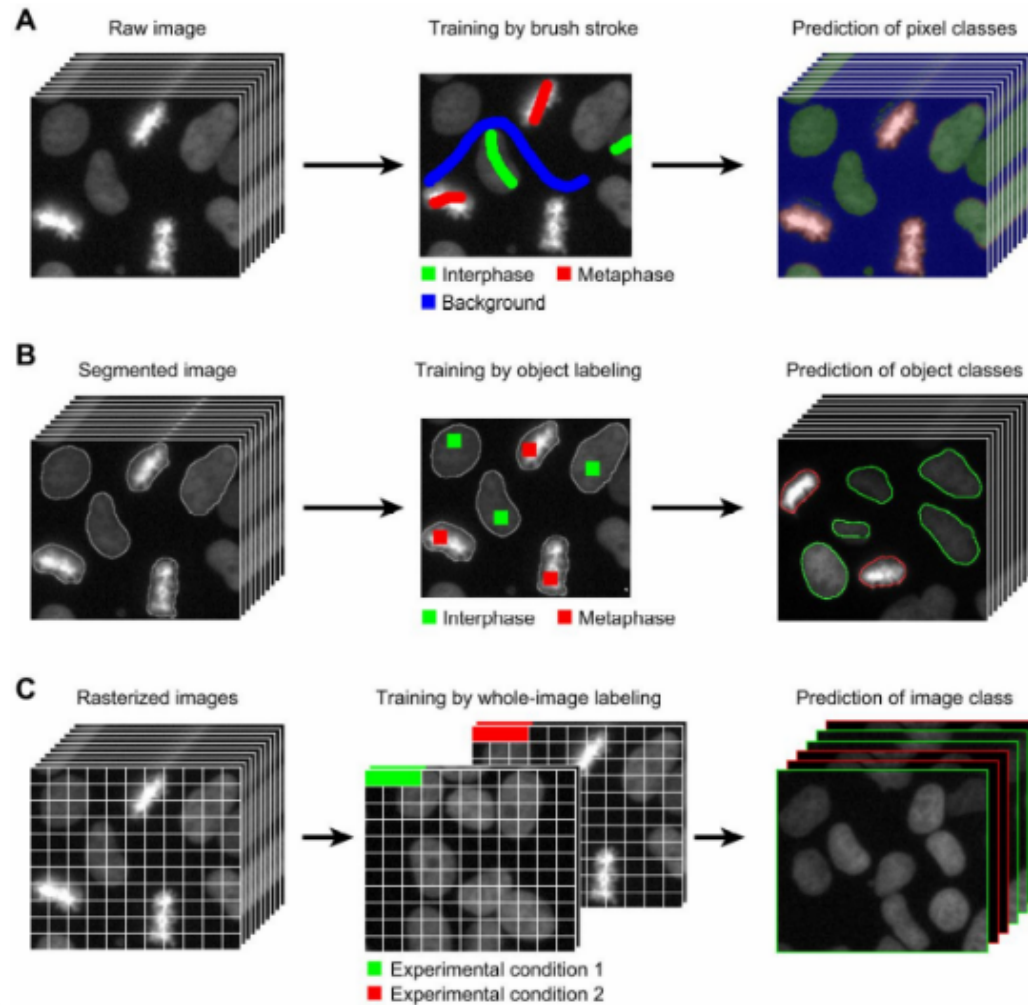 A
Raw image
Training by brush stroke
Prediction of pixel classes
Interphase
Metaphase
Background
B
Segmented image
Training by object labeling
Prediction of object classes
Interphase
Metaphase
C
Rasterized images
Training by whole-image labeling
Prediction of image class
Experimental condition 1
Experimental condition 2